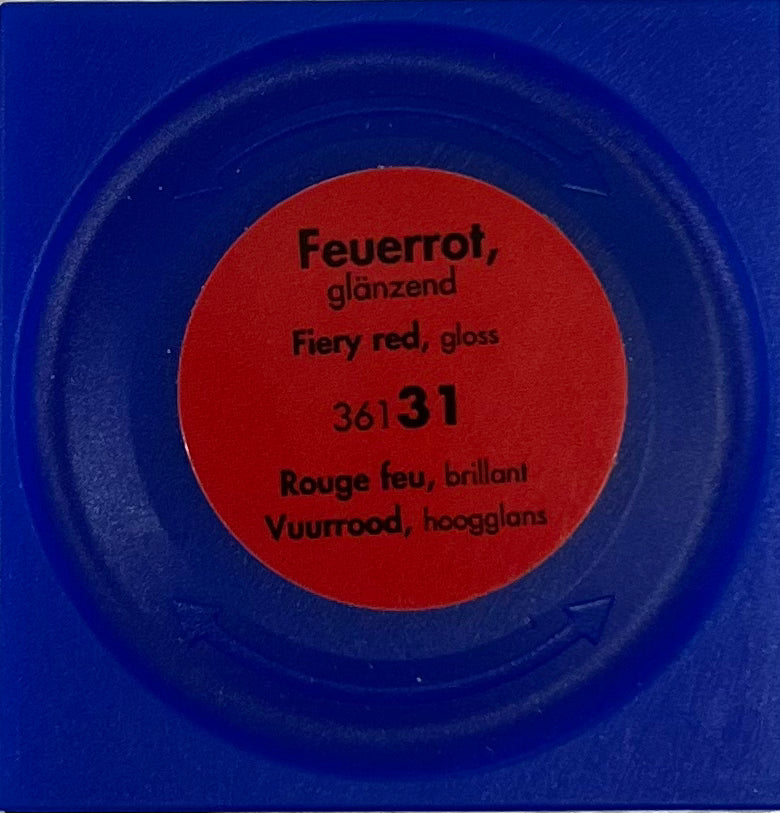 Feuerrot,
glänzend
Fiery red, gloss
36131
Rouge feu, brillant
Vuurrood, hoogglans